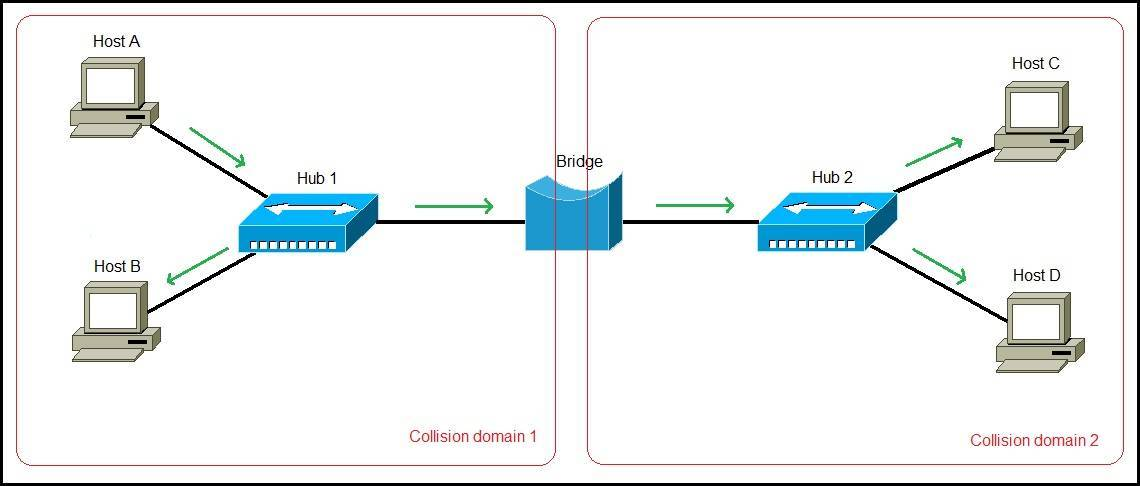 Host A
Host C
Bridge
Hub 1
Hub 2
Host B
Host D
Collision domain 1
Collision domain 2